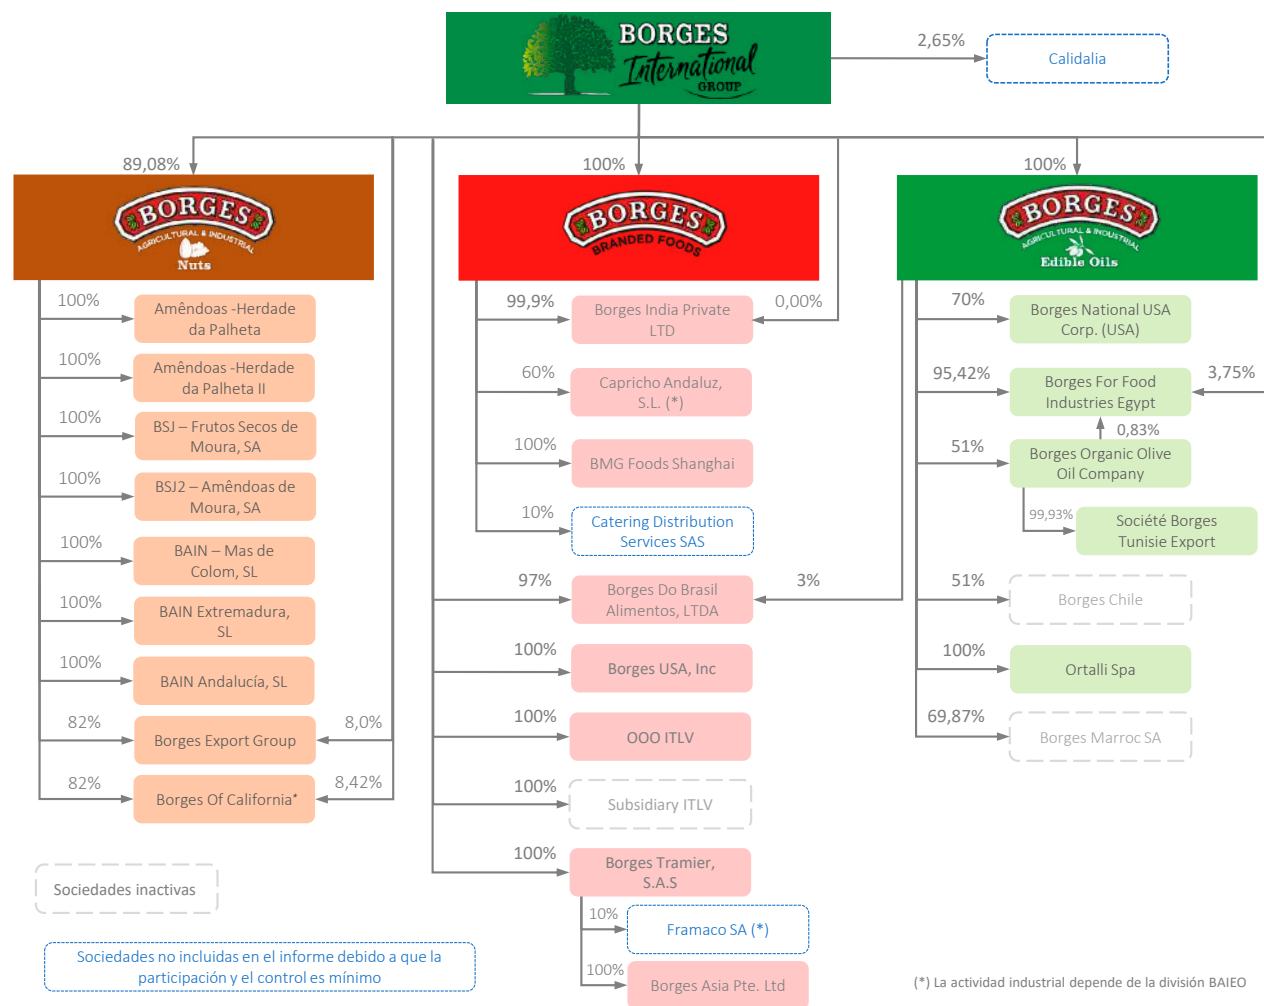 BORGES
International
GROUP
2,65%
Calidalia
89,08%
100%
100%
BORGES
AGRICULTURAL & INDUSTRIAL
Nuts
BORGES
BRANDED FOODS
BORGES
AGRICULTURAL & INDUSTRIAL
Edible Oils
100%
Amêndoas -Herdade
da Palheta
100%
Amêndoas -Herdade
da Palheta II
100%
BSJ – Frutos Secos de
Moura, SA
100%
BSJ2 – Amêndoas de
Moura, SA
100%
BAIN – Mas de
Colom, SL
100%
BAIN Extremadura,
SL
100%
BAIN Andalucía, SL
82%
Borges Export Group
8,0%
82%
Borges Of California*
8,42%
99,9%
Borges India Private
LTD
0,00%
60%
Capricho Andaluz,
S.L. (*)
100%
BMG Foods Shanghai
10%
Catering Distribution
Services SAS
97%
Borges Do Brasil
Alimentos, LTDA
3%
100%
Borges USA, Inc
100%
OOO ITLV
100%
Subsidiary ITLV
100%
Borges Tramier,
S.A.S
10%
Framaco SA (*)
100%
Borges Asia Pte. Ltd
70%
Borges National USA
Corp. (USA)
95,42%
Borges For Food
Industries Egypt
3,75%
0,83%
51%
Borges Organic Olive
Oil Company
99,93%
Société Borges
Tunisie Export
51%
Borges Chile
100%
Ortalli Spa
69,87%
Borges Marroc SA
Sociedades inactivas
Sociedades no incluidas en el informe debido a que la
participación y el control es mínimo
(*) La actividad industrial depende de la división BAIEO